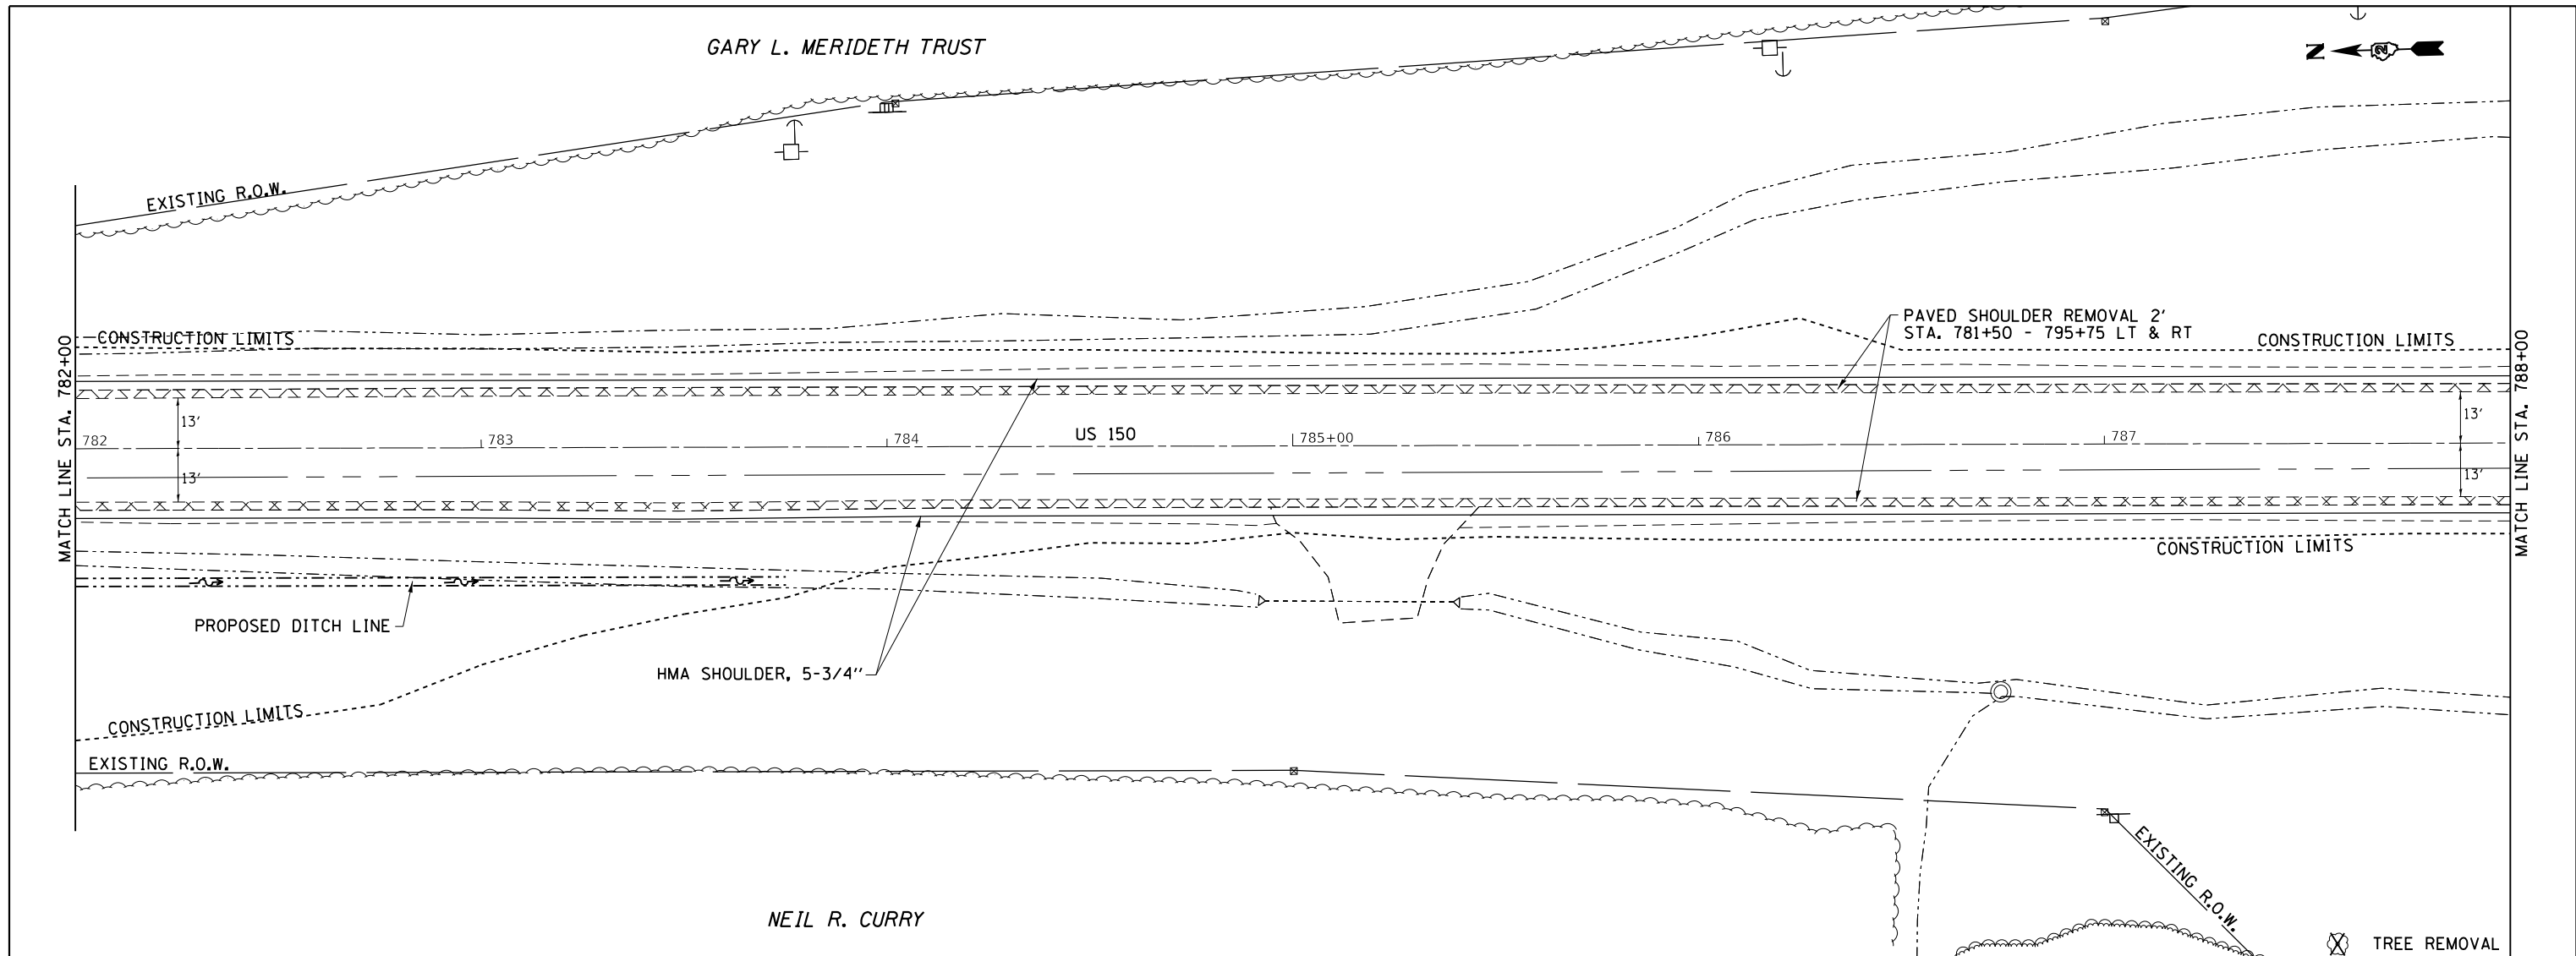 GARY L. MERIDETH TRUST
N
2
EXISTING R.O.W.
CONSTRUCTION LIMITS
PAVED SHOULDER REMOVAL 2'
STA. 781+50 - 795+75 LT & RT
CONSTRUCTION LIMITS
MATCH LINE STA. 782+00
MATCH LINE STA. 788+00
13'
13'
782
783
784
US 150
785+00
786
787
13'
13'
CONSTRUCTION LIMITS
PROPOSED DITCH LINE
HMA SHOULDER, 5-3/4"
CONSTRUCTION LIMITS
EXISTING R.O.W.
EXISTING R.O.W.
NEIL R. CURRY
TREE REMOVAL